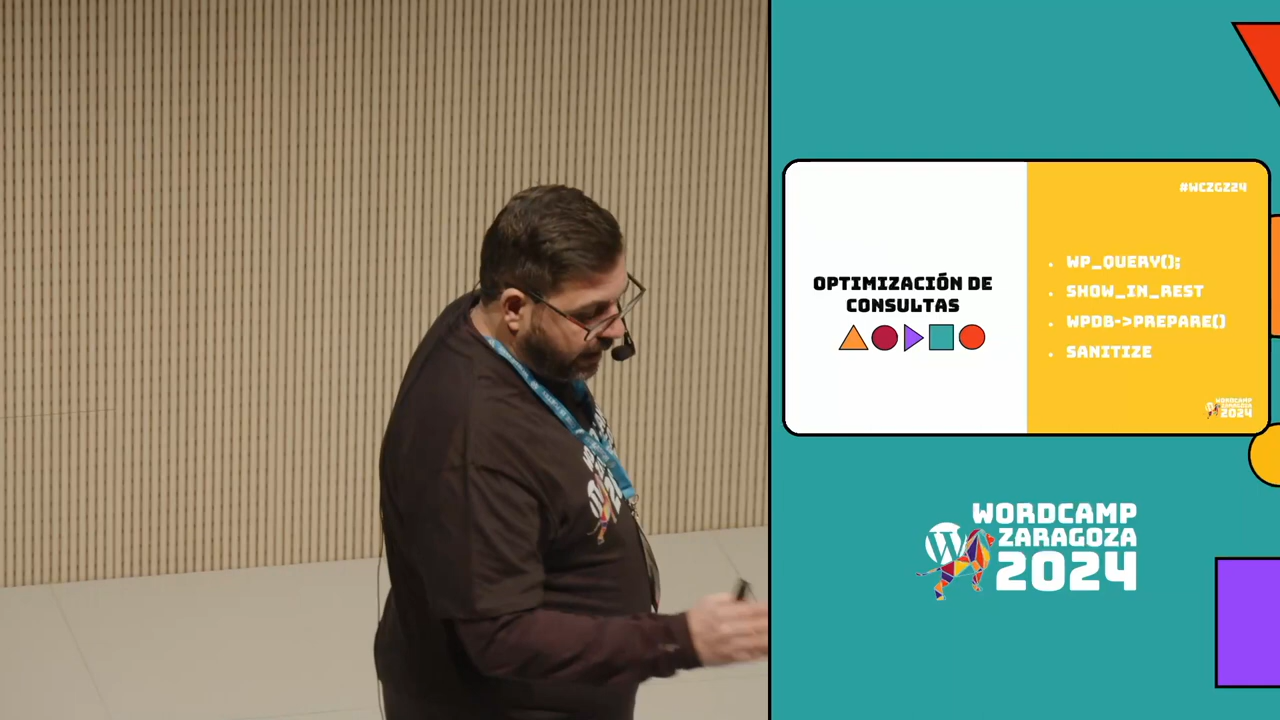 #WCZGZ24
OPTIMIZACIÓN DE
CONSULTAS
WP_QUERY();
SHOW_IN_REST
WPDB->PREPARE()
SANITIZE
WORDCAMP
ZARAGOZA
2024
WORDCAMP
ZARAGOZA
2024